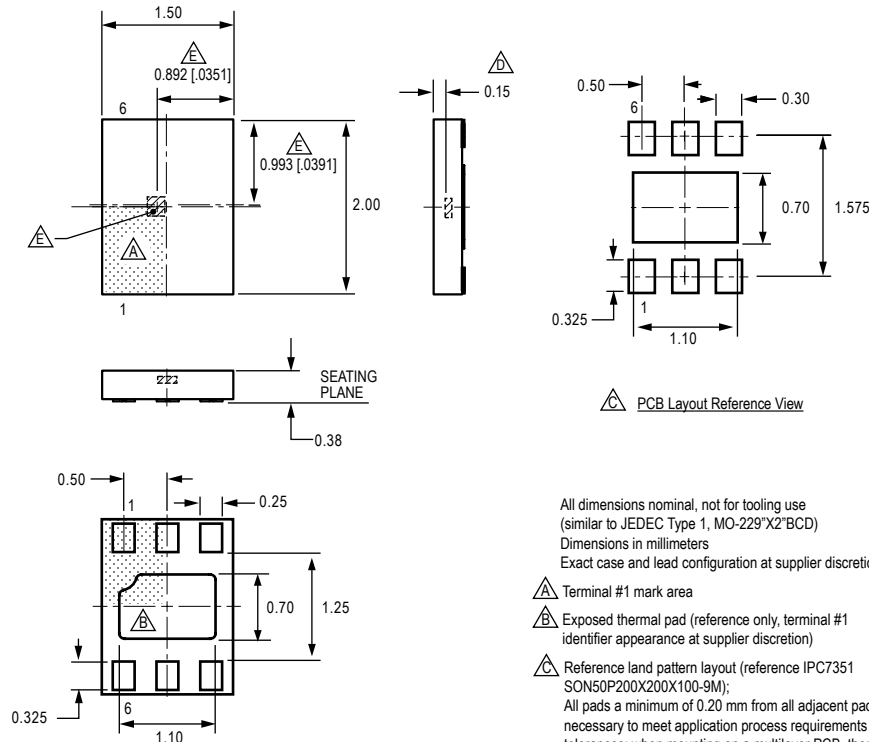 1.50
E
0.892 [.0351]
6
E
0.993 [.0391]
2.00
E
A
1
D
0.15
0.50
6
0.30
0.70
1.575
0.325
1
1.10
C PCB Layout Reference View
SEATING
PLANE
0.38
0.50
1
0.25
0.70
1.25
B
0.325
6
1.10
All dimensions nominal, not for tooling use
(similar to JEDEC Type 1, MO-229"X2"BCD)
Dimensions in millimeters
Exact case and lead configuration at supplier
A Terminal #1 mark area
B Exposed thermal pad (reference only, terminal #1
identifier appearance at supplier discretion)
C Reference land pattern layout (reference IPC7351
SON50P200X200X100-9M);
All pads a minimum of 0.20 mm from all adjacent
necessary to meet application process requirements